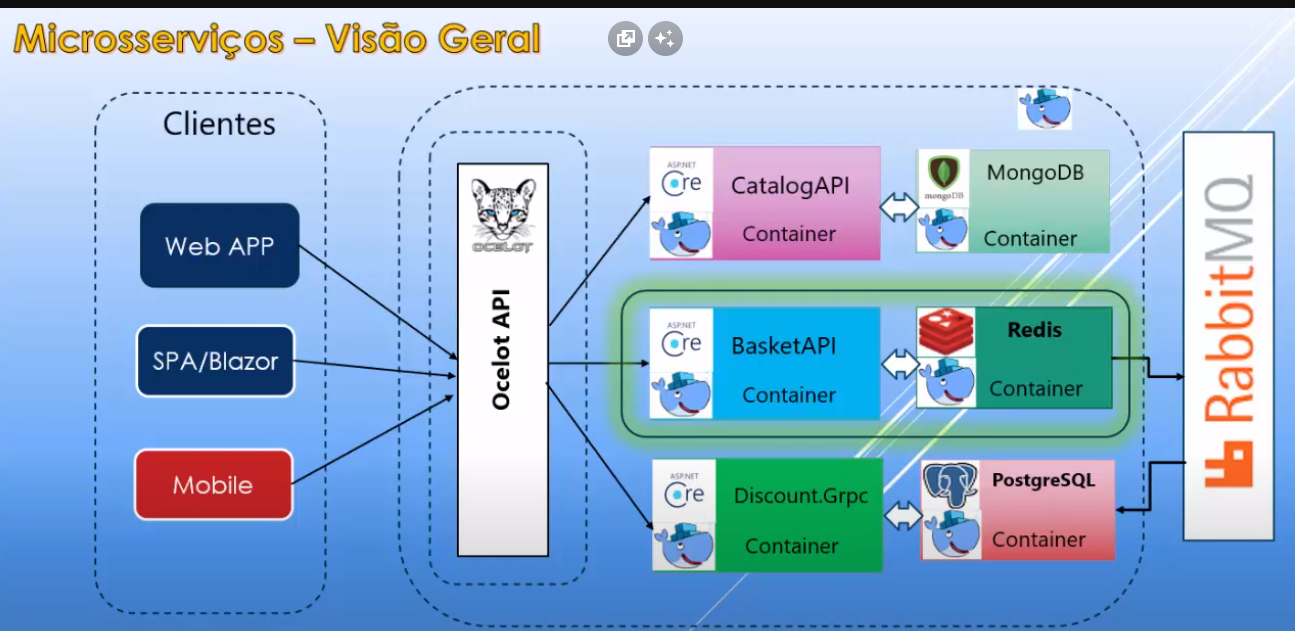 Microsserviços – Visão Geral
Clientes
Web APP
SPA/Blazor
Mobile
OCELOT
Ocelot API
ASP.NET
Core
CatalogAPI
Container
mongoDB
MongoDB
Container
ASP.NET
Core
BasketAPI
Container
Redis
Container
ASP.NET
Core
Discount.Grpc
Container
PostgreSQL
Container
RabbitMQ